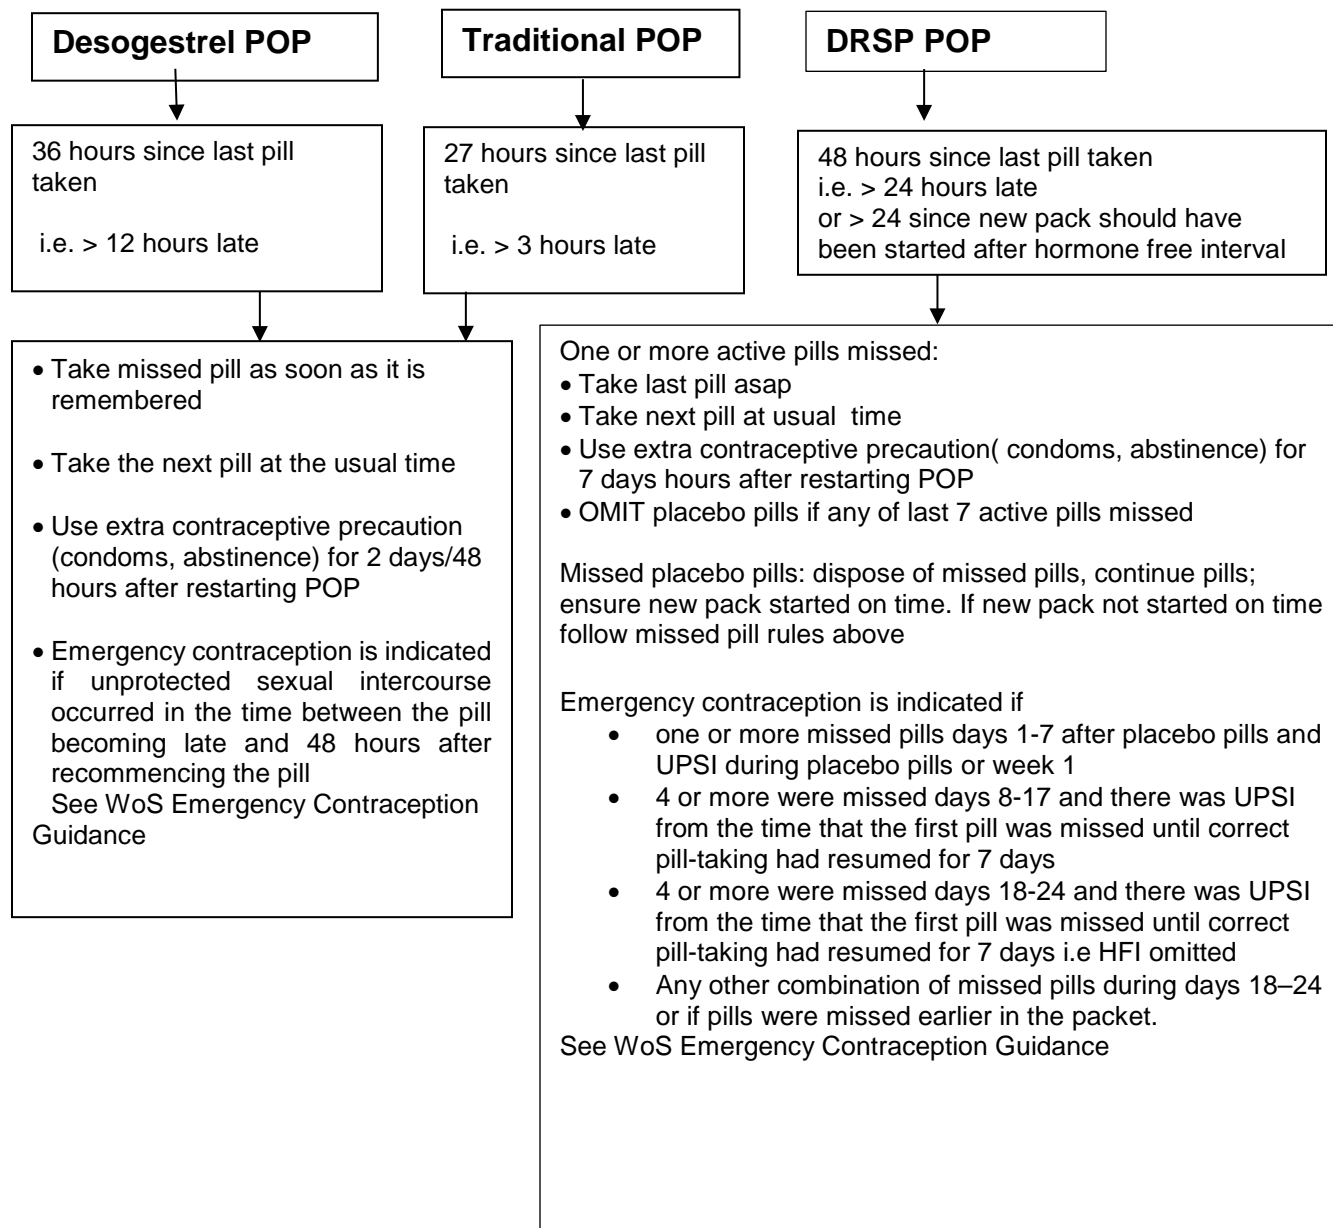 Desogestrel POP
Traditional POP
DRSP POP
36 hours since last pill
taken
i.e. > 12 hours late
27 hours since last pill
taken
i.e. > 3 hours late
48 hours since last pill taken
i.e. > 24 hours late
or > 24 since new pack should have
been started after hormone free interval
• Take missed pill as soon as it is
remembered
• Take the next pill at the usual time
• Use extra contraceptive precaution
(condoms, abstinence) for 2 days/48
hours after restarting POP
• Emergency contraception is indicated
if unprotected sexual intercourse
occurred in the time between the pill
becoming late and 48 hours after
recommencing the pill
See WoS Emergency Contraception
Guidance
One or more active pills missed:
• Take last pill asap
• Take next pill at usual time
• Use extra contraceptive precaution( condoms, abstinence) for
7 days hours after restarting POP
• OMIT placebo pills if any of last 7 active pills missed
Missed placebo pills: dispose of missed pills, continue pills;
ensure new pack started on time. If new pack not started on time
follow missed pill rules above
Emergency contraception is indicated if
• one or more missed pills days 1-7 after placebo pills and
UPSI during placebo pills or week 1
• 4 or more were missed days 8-17 and there was UPSI
from the time that the first pill was missed until correct
pill-taking had resumed for 7 days
• 4 or more were missed days 18-24 and there was UPSI
from the time that the first pill was missed until correct
pill-taking had resumed for 7 days i.e HFI omitted
• Any other combination of missed pills during days 18–24
or if pills were missed earlier in the packet.
See WoS Emergency Contraception Guidance